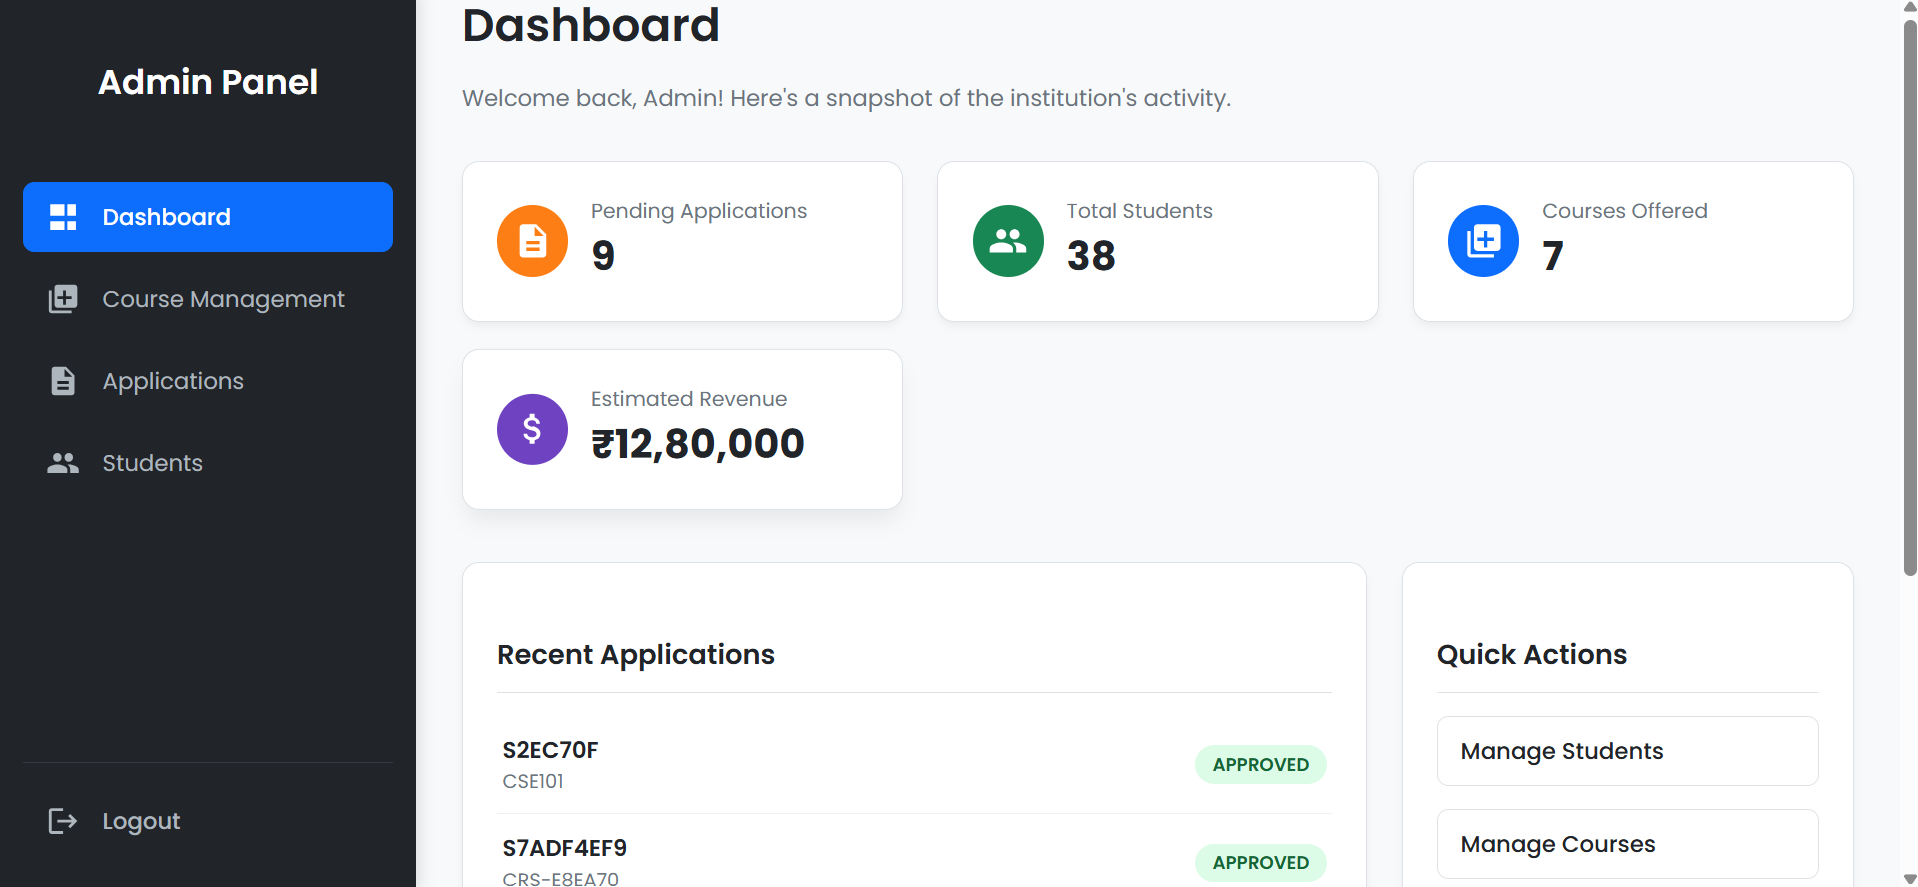 Admin Panel
Dashboard
Course Management
Applications
Students
Logout
Dashboard
Welcome back, Admin! Here's a snapshot of the institution's activity.
Pending Applications
9
Total Students
38
Courses Offered
7
Estimated Revenue
₹12,80,000
Recent Applications
S2EC70F
CSE101
APPROVED
S7ADF4EF9
CRS-E8EA70
APPROVED
Quick Actions
Manage Students
Manage Courses